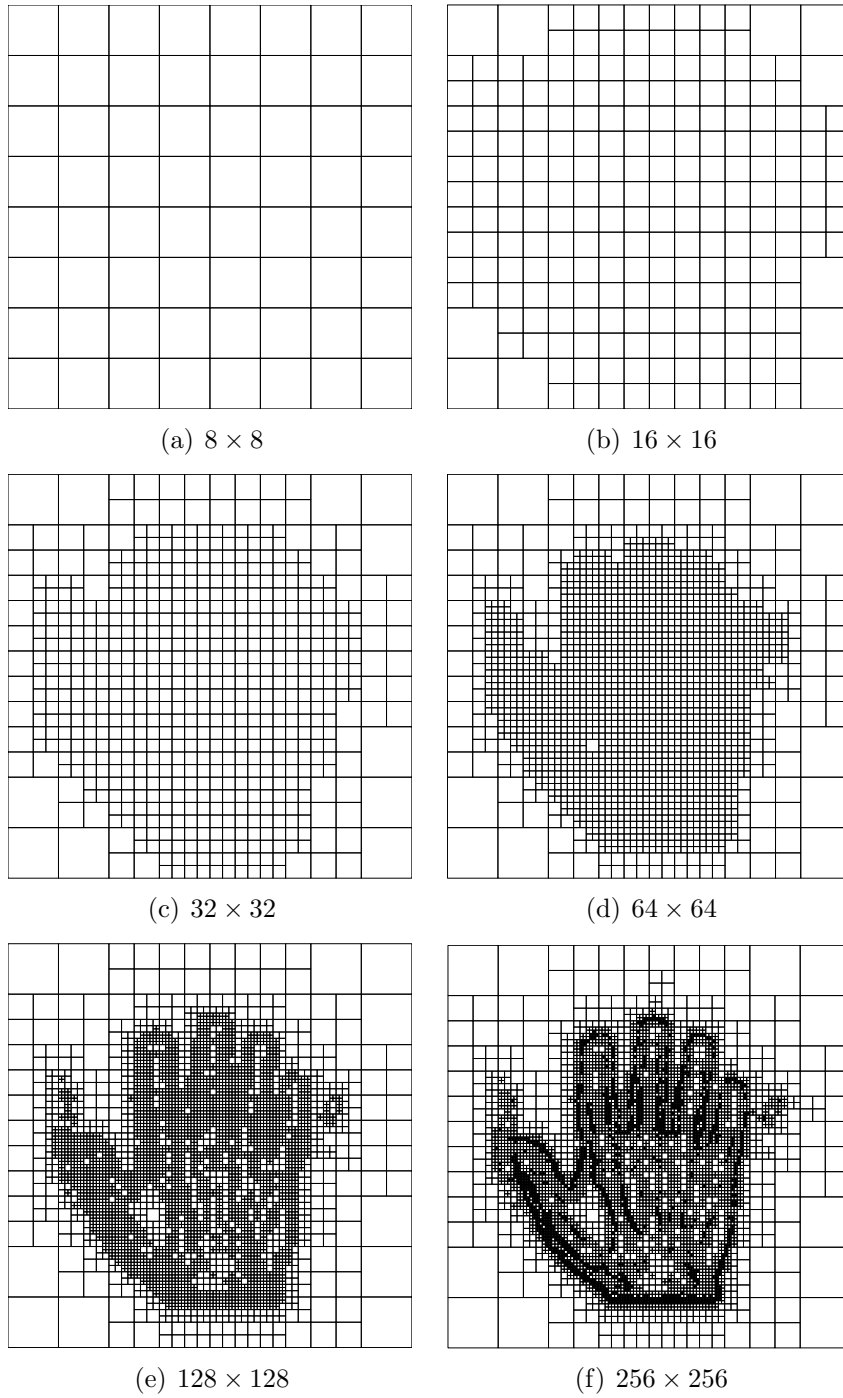 (a) 8 × 8
(b) 16 × 16
(c) 32 × 32
(d) 64 × 64
(e) 128 × 128
(f) 256 × 256